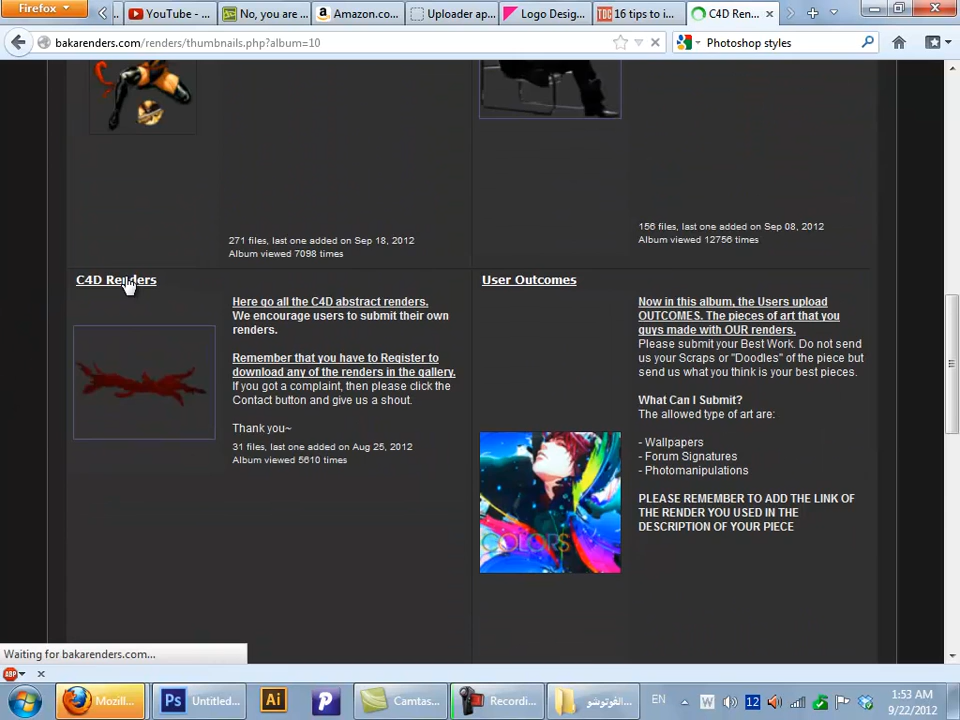 Firefox
YouTube - ...
No, you are ...
Amazon.co...
Uploader ap...
Logo Desig...
16 tips to i...
C4D Ren...
bakarenders.com/renders/thumbnails.php?album=10
Photoshop styles
271 files, last one added on Sep 18, 2012
Album viewed 7098 times
156 files, last one added on Sep 08, 2012
Album viewed 12756 times
C4D Renders
Here go all the C4D abstract renders.
We encourage users to submit their own
renders.
Remember that you have to Register to
download any of the renders in the gallery.
If you got a complaint, then please click the
Contact button and give us a shout.
Thank you~
31 files, last one added on Aug 25, 2012
Album viewed 5610 times
User Outcomes
Now in this album, the Users upload
OUTCOMES. The pieces of art that you
guys made with OUR renders.
Please submit your Best Work. Do not send
us your Scraps or "Doodles" of the piece but
send us what you think is your best pieces.
What Can I Submit?
The allowed type of art are:
- Wallpapers
- Forum Signatures
- Photomanipulations
PLEASE REMEMBER TO ADD THE LINK OF
THE RENDER YOU USED IN THE
DESCRIPTION OF YOUR PIECE
COLORS
Waiting for bakarenders.com...
ABP
Mozill...
Ps
Untitled...
Ai
Camtas...
Recordi...
الفوتوشو...
EN
W
12
1:53 AM
9/22/2012